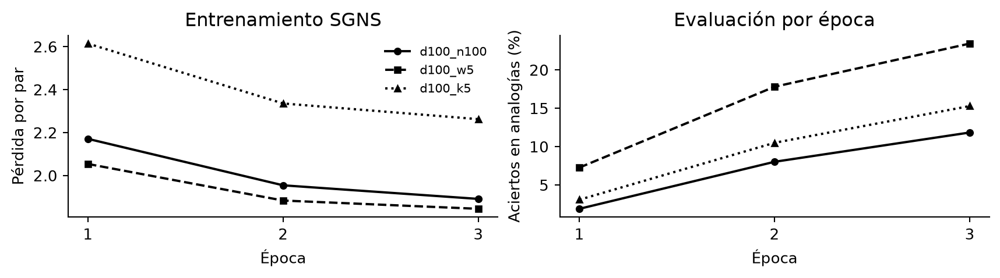 Entrenamiento SGNS
Pérdida por par
2.6
2.4
2.2
2.0
d100_n100
d100_w5
d100_k5
1 2 3
Época
Evaluación por época
Aciertos en analogías (%)
20
15
10
5
1 2 3
Época